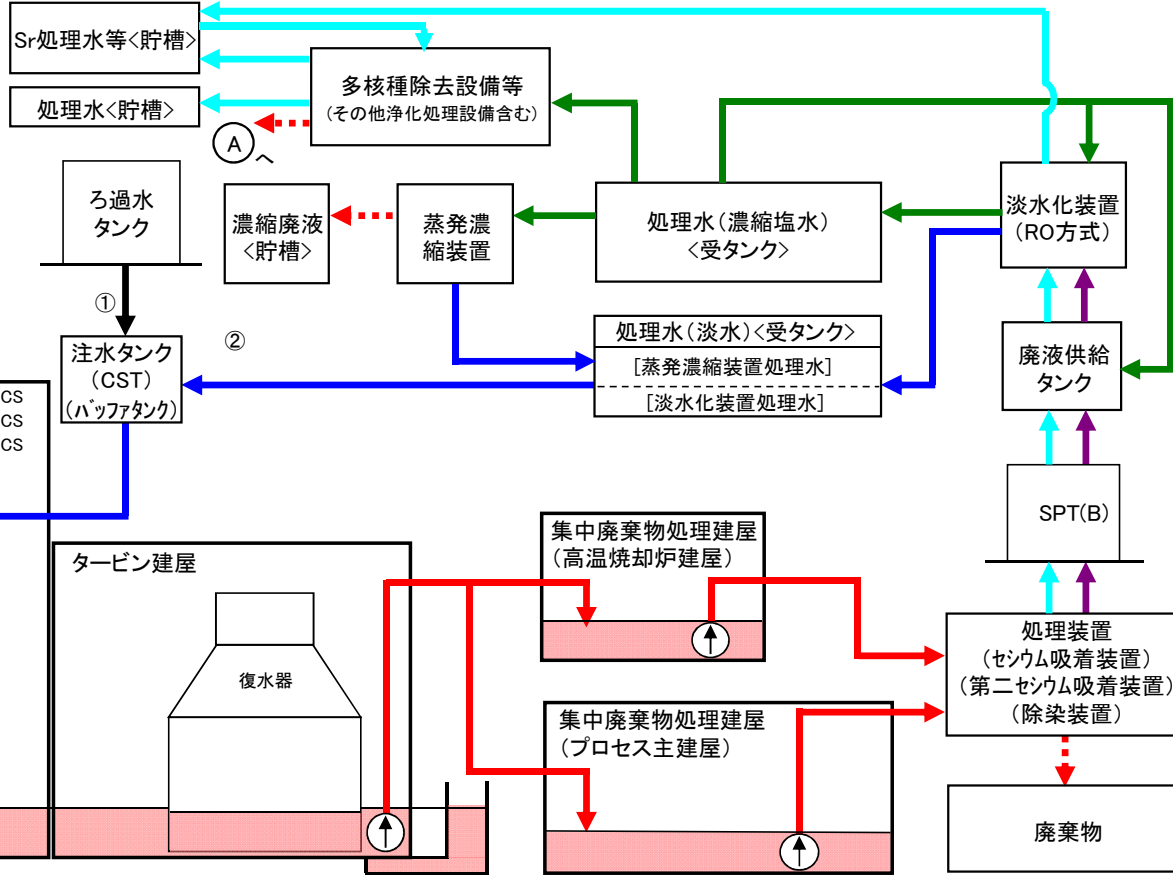 Sr処理水等<貯槽>
処理水<貯槽>
多核種除去設備等
(その他浄化処理設備含む)
A
へ
ろ過水
タンク
濃縮廃液
<貯槽>
蒸発濃
縮装置
処理水(濃縮塩水)
<受タンク>
淡水化装置
(RO方式)
①
②
注水タンク
(CST)
(バッファタンク)
処理水(淡水)<受タンク>
[蒸発濃縮装置処理水]
[淡水化装置処理水]
廃液供給
タンク
CS
CS
CS
SPT(B)
タービン建屋
復水器
集中廃棄物処理建屋
(高温焼却炉建屋)
集中廃棄物処理建屋
(プロセス主建屋)
処理装置
(セシウム吸着装置)
(第二セシウム吸着装置)
(除染装置)
廃棄物